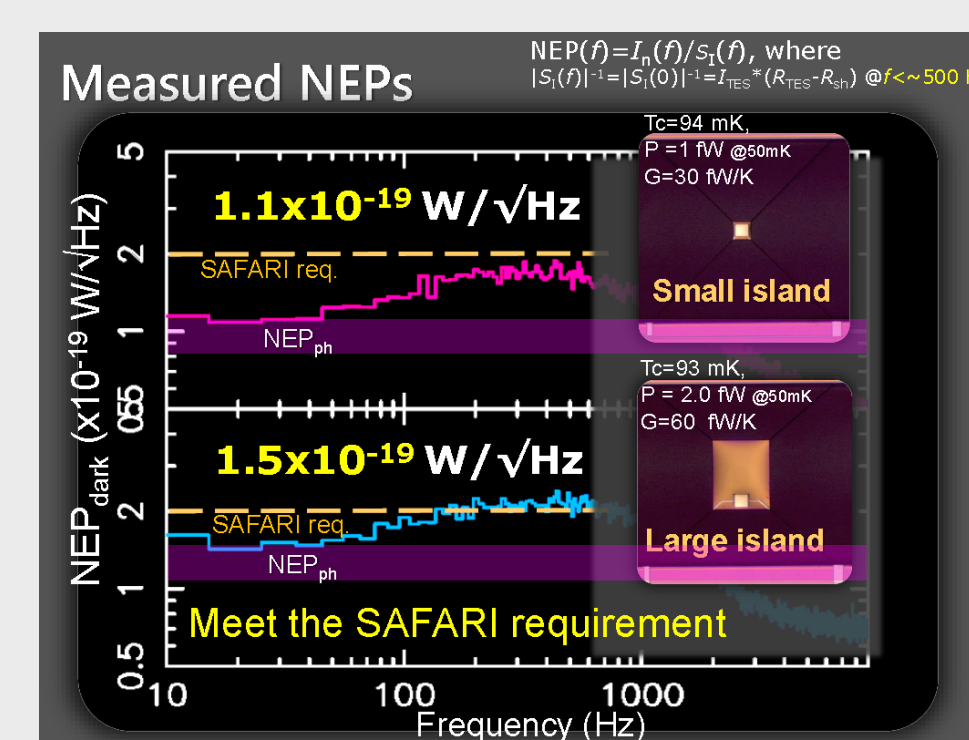 Measured NEPs
NEP(f)=Iₙ(f)/sI(f), where
|SI(f)|⁻¹=|SI(0)|⁻¹=ITES*(RTES-Rsh) @f<~500
Tc=94 mK,
P =1 fW @50mK
G=30 fW/K
Small island
1.1x10⁻¹⁹ W/√Hz
SAFARI req.
NEPph
Tc=93 mK,
P = 2.0 fW @50mK
G=60 fW/K
Large island
1.5x10⁻¹⁹ W/√Hz
SAFARI req.
NEPph
Meet the SAFARI requirement
NEPdark (x10⁻¹⁹ W/√Hz)
5
2
1
0.5
5
2
1
0.5
10
100
1000
Frequency (Hz)